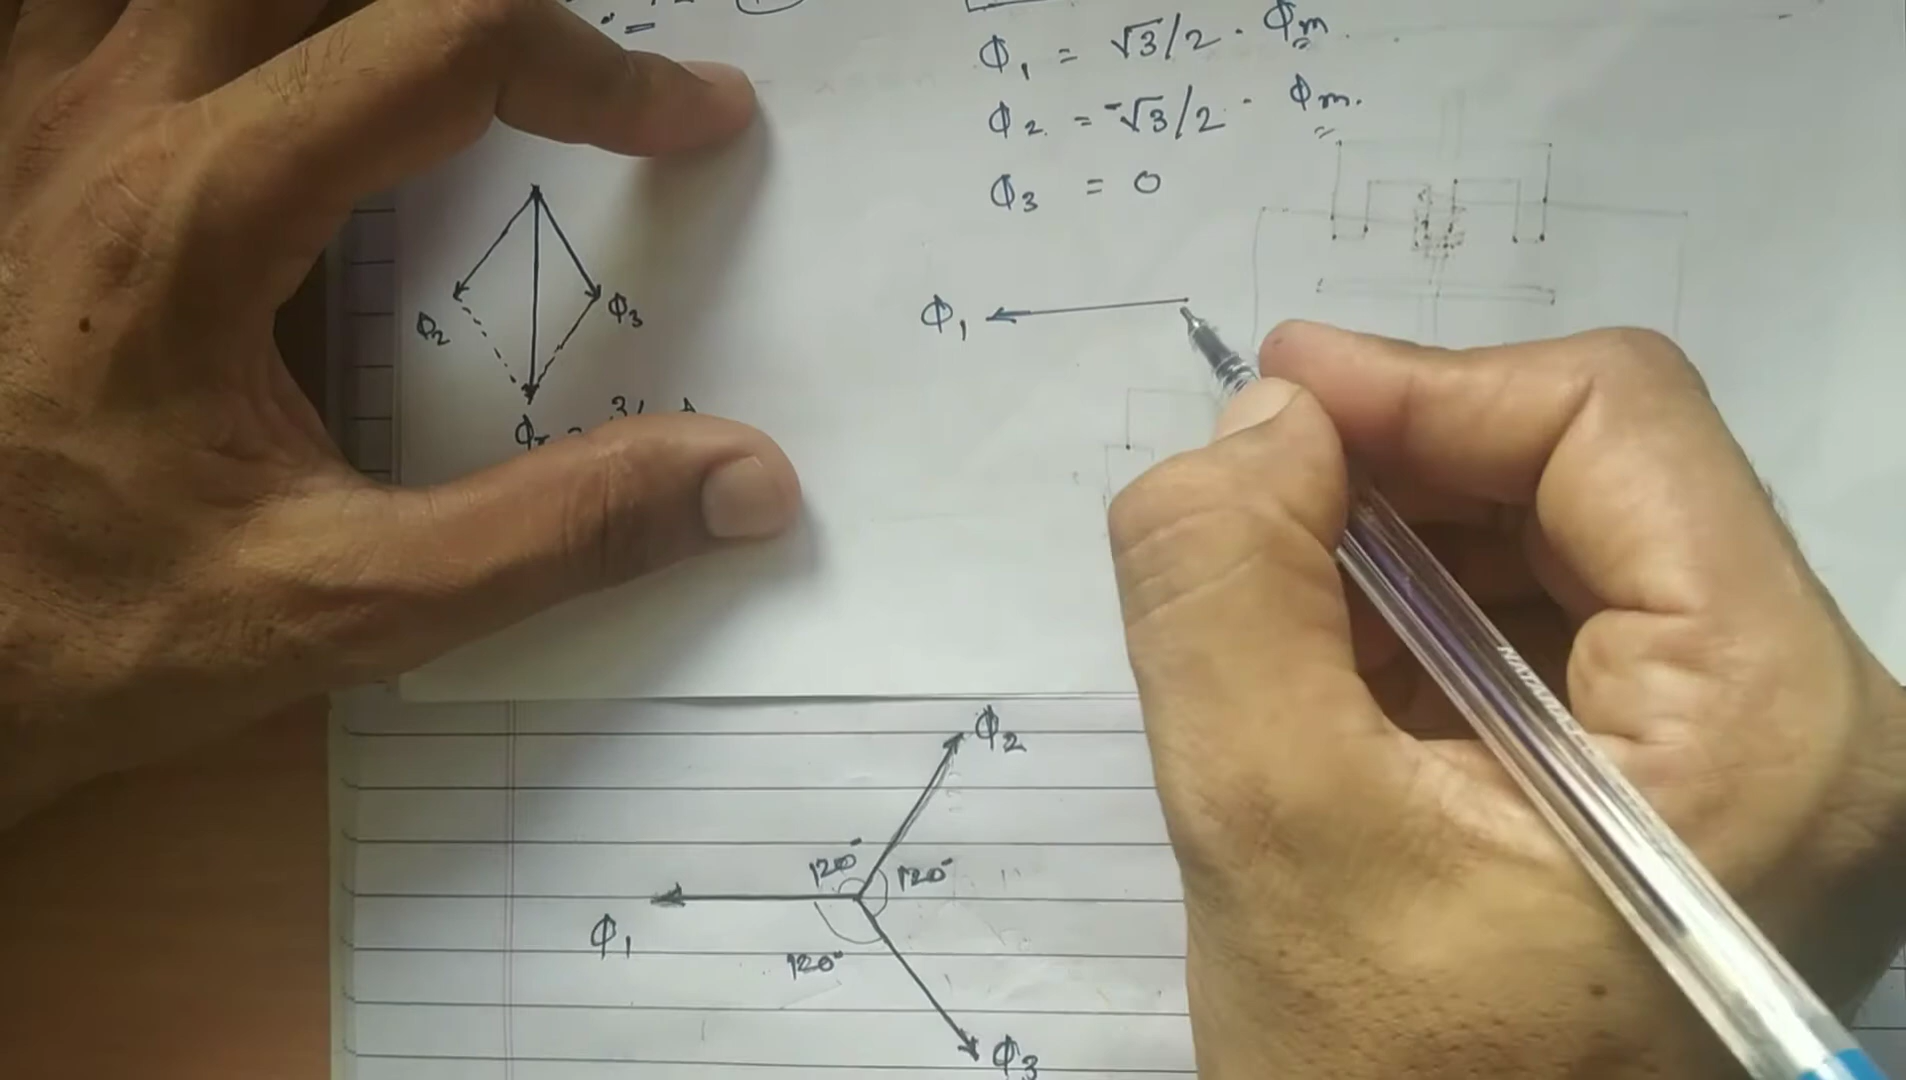 Φ₁ = √3/2 · Φm.
Φ₂ = -√3/2 · Φm.
Φ₃ = 0
Φ₂
Φ₃
Φ₁
Φ₂
120°
120°
Φ₁
120°
Φ₃
NATARAJ